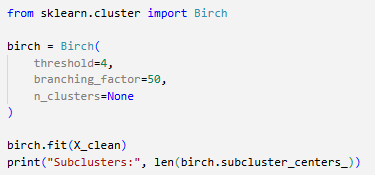 from sklearn.cluster import Birch
birch = Birch(
    threshold=4,
    branching_factor=50,
    n_clusters=None
)
birch.fit(X_clean)
print("Subclusters:", len(birch.subcluster_centers_))